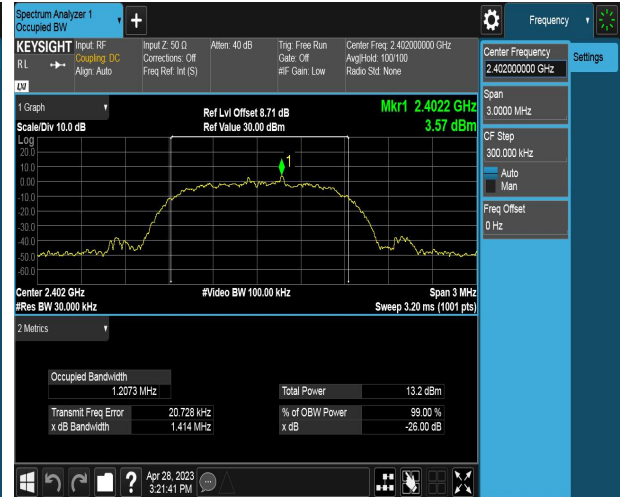 Spectrum Analyzer 1
Occupied BW
+
Frequency
KEYSIGHT
RL
LXI
Input: RF
Coupling: DC
Align: Auto
Input Z: 50 Ω
Corrections: Off
Freq Ref: Int (S)
Atten: 40 dB
Trig: Free Run
Gate: Off
#IF Gain: Low
Center Freq: 2.402000000 GHz
Avg|Hold: 100/100
Radio Std: None
Center Frequency
2.402000000 GHz
Settings
Span
3.0000 MHz
CF Step
300.000 kHz
Auto
Man
Freq Offset
0 Hz
1 Graph
Scale/Div 10.0 dB
Ref Lvl Offset 8.71 dB
Ref Value 30.00 dBm
Mkr1 2.4022 GHz
3.57 dBm
Log
20.0
10.0
0.00
-10.0
-20.0
-30.0
-40.0
-50.0
-60.0
1
Center 2.402 GHz
#Res BW 30.000 kHz
#Video BW 100.00 kHz
Span 3 MHz
Sweep 3.20 ms (1001 pts)
2 Metrics
Occupied Bandwidth
1.2073 MHz
Total Power 13.2 dBm
Transmit Freq Error 20.728 kHz
% of OBW Power 99.00 %
x dB Bandwidth 1.414 MHz
x dB -26.00 dB
?
Apr 28, 2023
3:21:41 PM